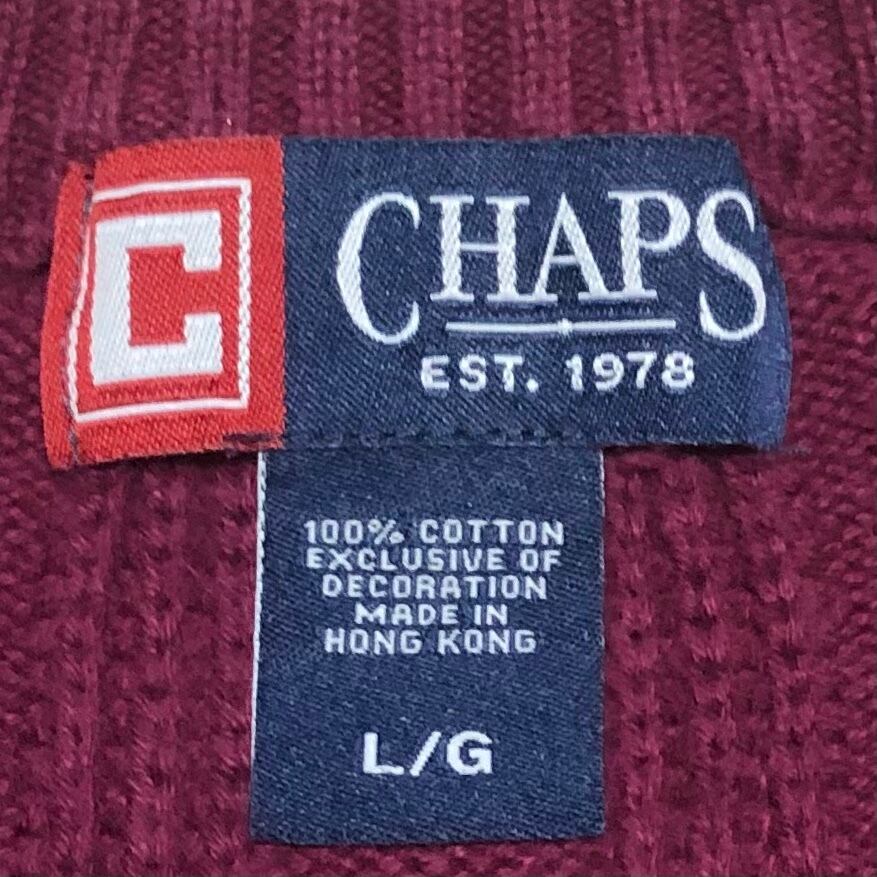 C
CHAPS
EST. 1978
100% COTTON
EXCLUSIVE OF
DECORATION
MADE IN
HONG KONG
L/G